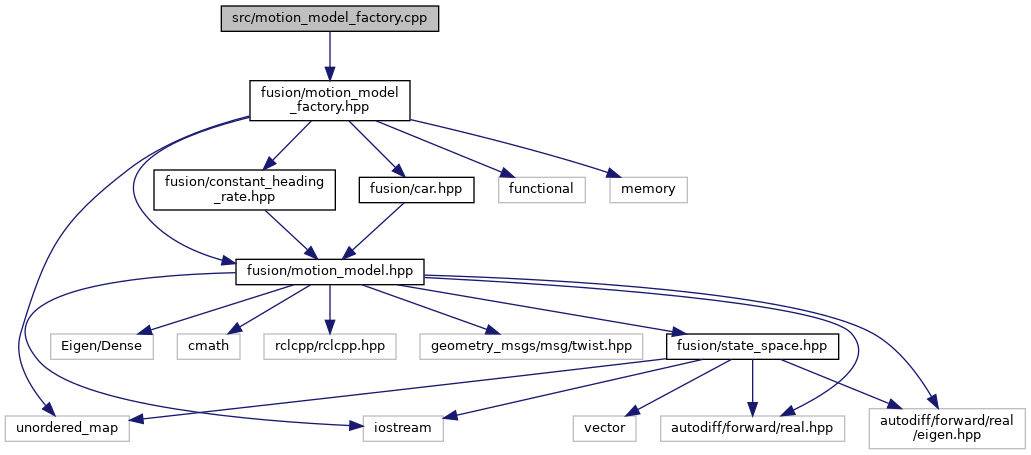 src/motion_model_factory.cpp
fusion/motion_model
_factory.hpp
fusion/constant_heading
_rate.hpp
fusion/car.hpp
functional
memory
fusion/motion_model.hpp
Eigen/Dense
cmath
rclcpp/rclcpp.hpp
geometry_msgs/msg/twist.hpp
fusion/state_space.hpp
unordered_map
iostream
vector
autodiff/forward/real.hpp
autodiff/forward/real
/eigen.hpp